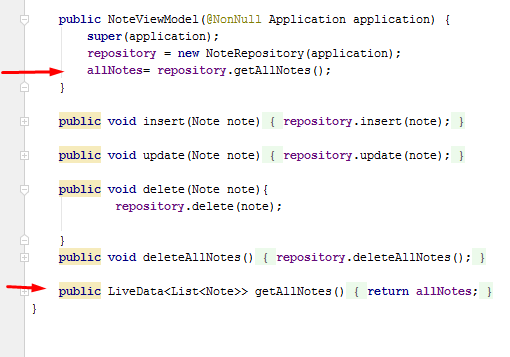 public NoteViewModel(@NonNull Application application) {
super(application);
repository = new NoteRepository(application);
allNotes= repository.getAllNotes();
}
public void insert(Note note) { repository.insert(note); }
public void update(Note note) { repository.update(note); }
public void delete(Note note){
repository.delete(note);
}
public void deleteAllNotes() { repository.deleteAllNotes(); }
public LiveData<List<Note>> getAllNotes() { return allNotes; }
}